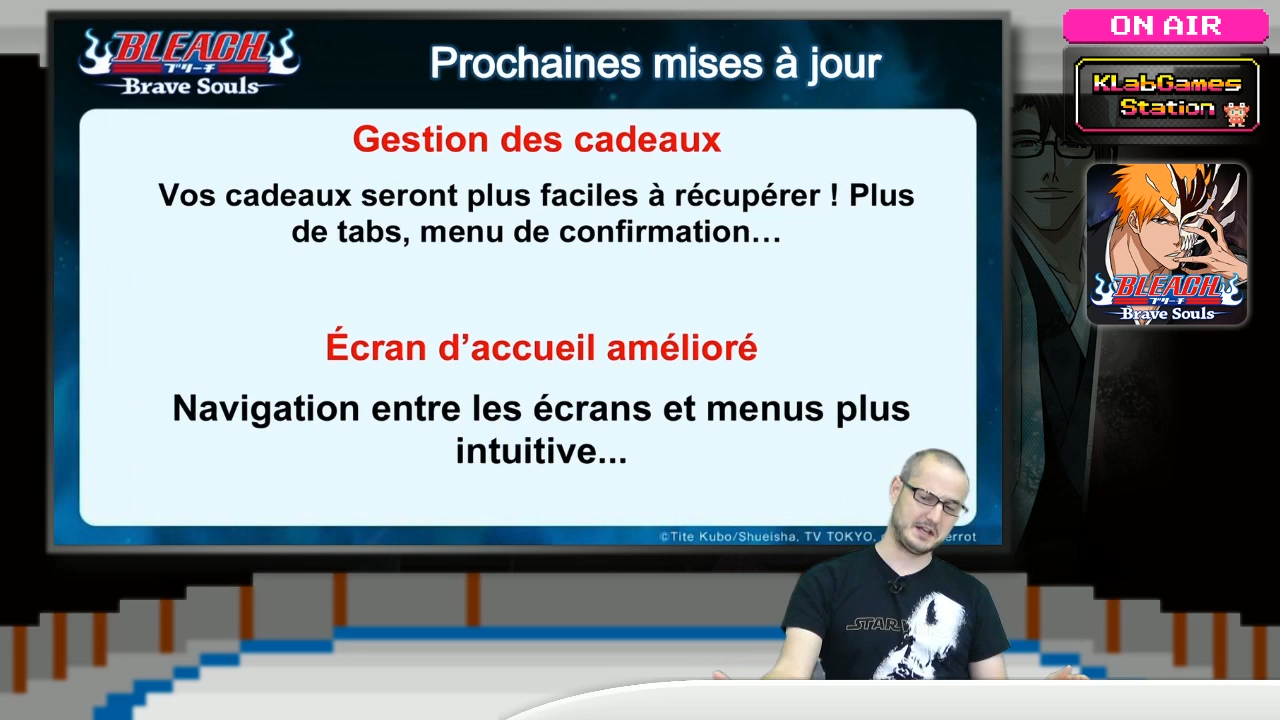 BLEACH
ブリーチ
Brave Souls
Prochaines mises à jour
Gestion des cadeaux
Vos cadeaux seront plus faciles à récupérer ! Plus
de tabs, menu de confirmation…
Écran d’accueil amélioré
Navigation entre les écrans et menus plus
intuitive...
©Tite Kubo/Shueisha, TV TOKYO,
ON AIR
KLabGames
Station
BLEACH
ブリーチ
Brave Souls
STAR